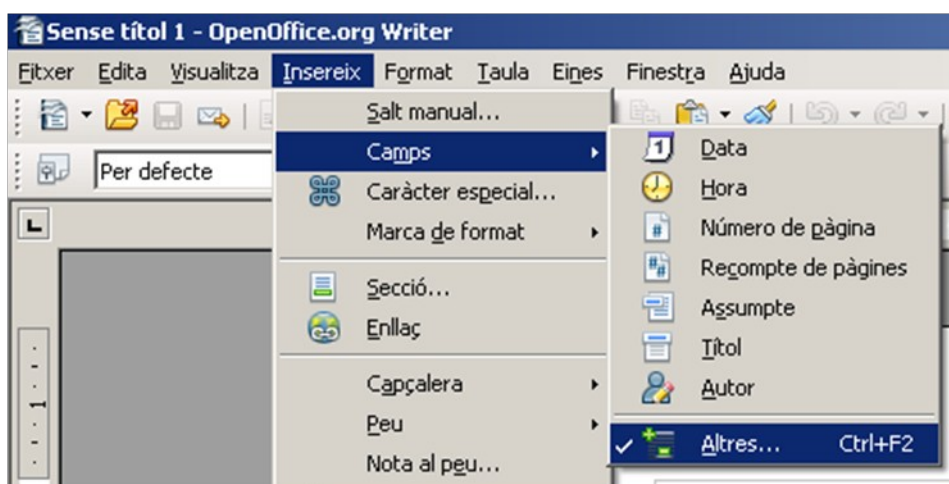 Sense títol 1 - OpenOffice.org Writer
Fitxer Edita Visualitza Insereix Format Taula Eines Finestra Ajuda
Per defecte
Salt manual...
Camps
Caràcter especial...
Marca de format
Secció...
Enllaç
Capçalera
Peu
Nota al peu...
Data
Hora
Número de pàgina
Recompte de pàgines
Assumpte
Títol
Autor
Altres... Ctrl+F2
1